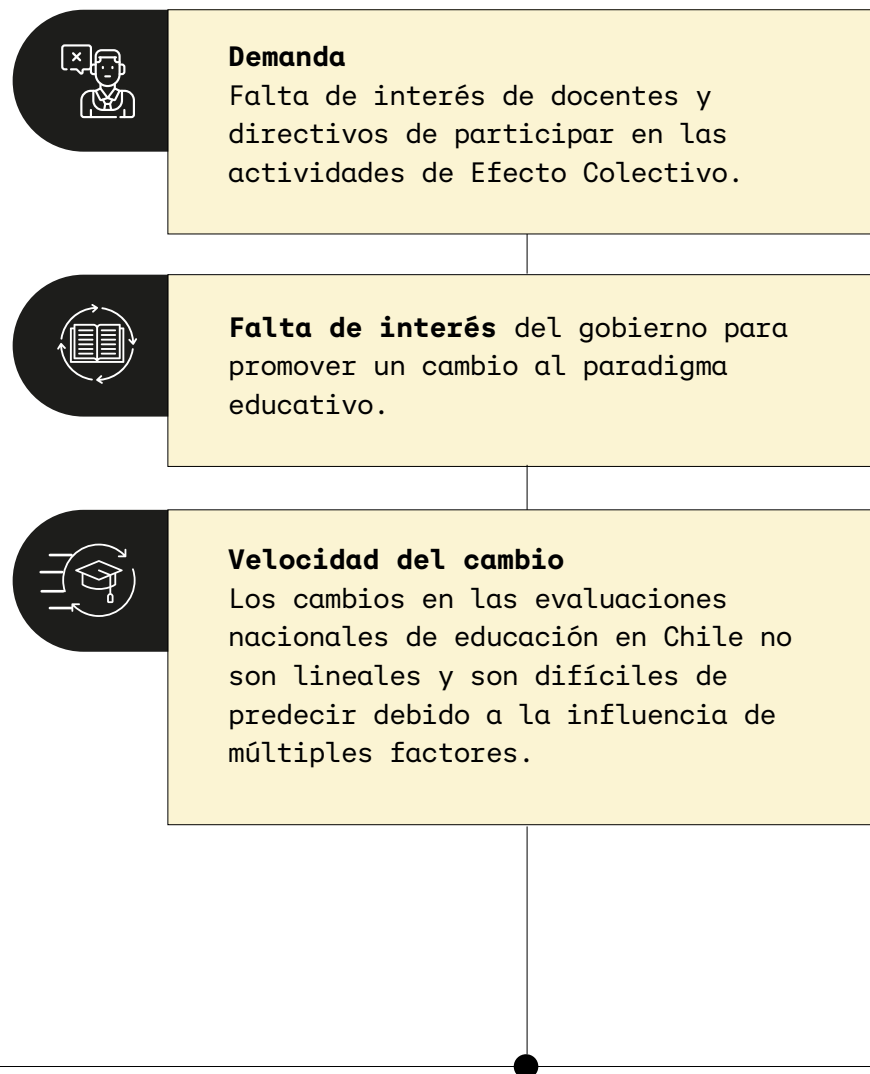 Demanda
Falta de interés de docentes y
directivos de participar en las
actividades de Efecto Colectivo.
Falta de interés del gobierno para
promover un cambio al paradigma
educativo.
Velocidad del cambio
Los cambios en las evaluaciones
nacionales de educación en Chile no
son lineales y son difíciles de
predecir debido a la influencia de
múltiples factores.